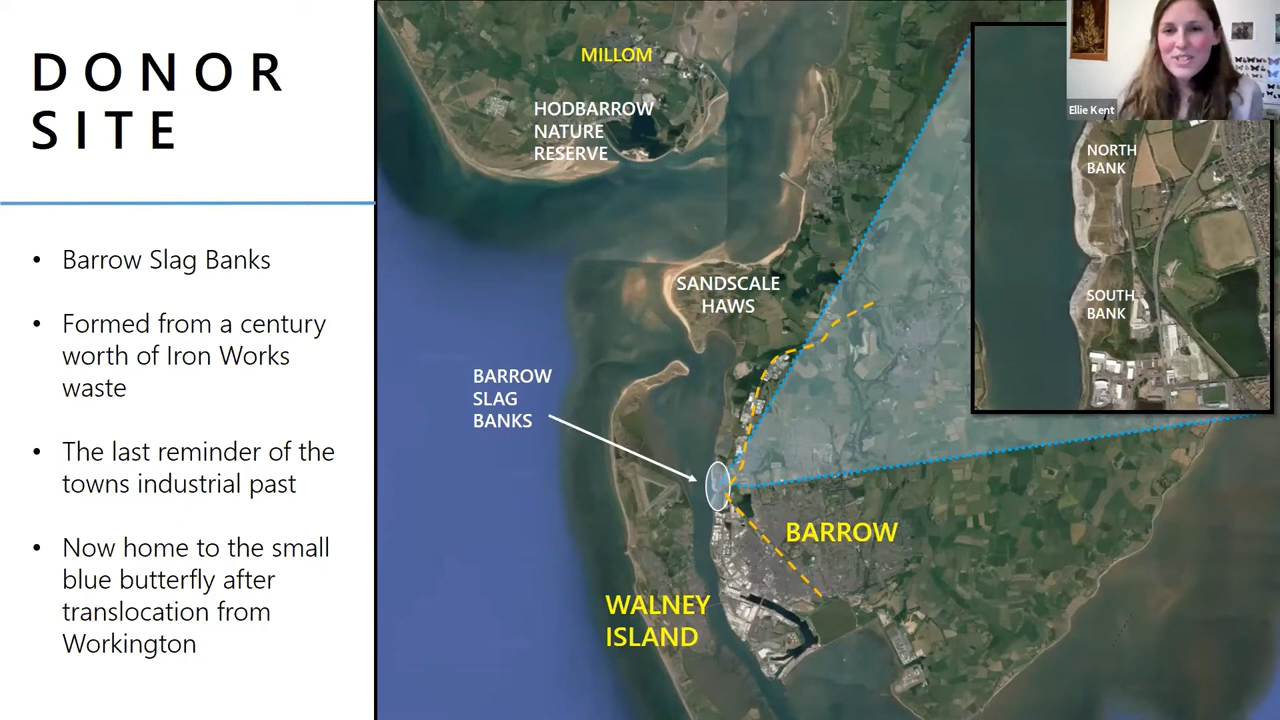 DONOR
SITE
• Barrow Slag Banks
• Formed from a century
worth of Iron Works
waste
• The last reminder of the
towns industrial past
• Now home to the small
blue butterfly after
translocation from
Workington
MILLOM
HODBARROW
NATURE
RESERVE
SANDSCALE
HAWS
BARROW
SLAG
BANKS
BARROW
WALNEY
ISLAND
Ellie Kent
NORTH
BANK
SOUTH
BANK